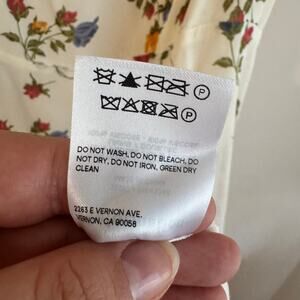 P
P
DO NOT WASH, DO NOT BLEACH, DO
NOT DRY, DO NOT IRON, GREEN DRY
CLEAN
2263 E VERNON AVE.
VERNON, CA 90058